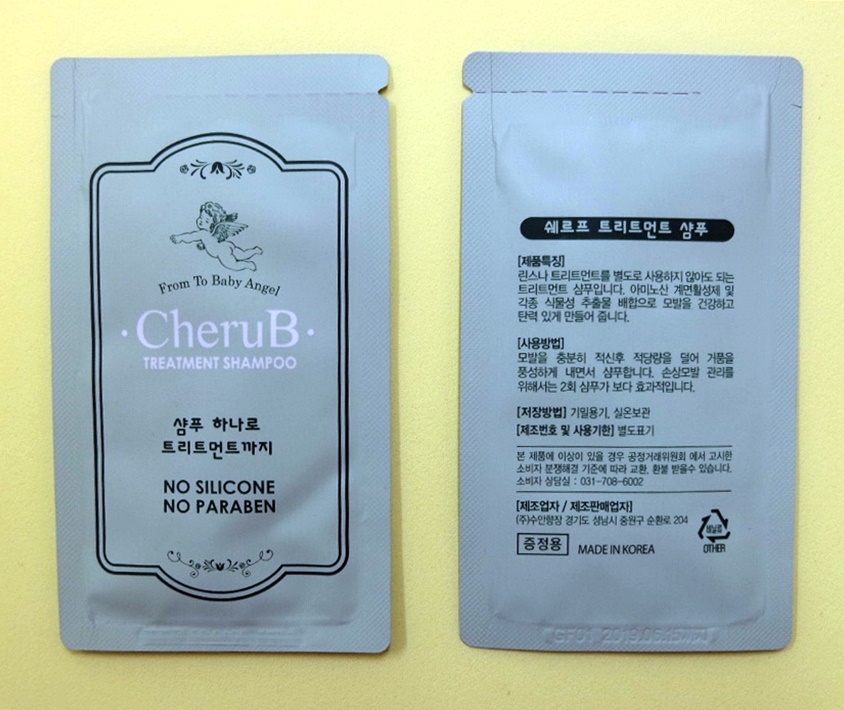 From To Baby Angel
·CheruB·
TREATMENT SHAMPOO
샴푸 하나로
트리트먼트까지
NO SILICONE
NO PARABEN
쉐르프 트리트먼트 샴푸
[제품특징]
린스나 트리트먼트를 별도로 사용하지 않아도 되는
트리트먼트 샴푸입니다. 아미노산 계면활성제 및
각종 식물성 추출물 배합으로 모발을 건강하고
탄력 있게 만들어 줍니다.
[사용방법]
모발을 충분히 적신후 적당량을 덜어 거품을
풍성하게 내면서 샴푸합니다. 손상모발 관리를
위해서는 2회 샴푸가 보다 효과적입니다.
[저장방법] 기밀용기, 실온보관
[제조번호 및 사용기한] 별도표기
본 제품에 이상이 있을 경우 공정거래위원회 에서 고시한
소비자 분쟁해결 기준에 따라 교환, 환불 받을수 있습니다.
소비자 상담실 : 031-708-6002
[제조업자 / 제조판매업자]
(주)수안향장 경기도 성남시 중원구 순환로 204
증정용 MADE IN KOREA
OTHER
GF01 2019.06.15